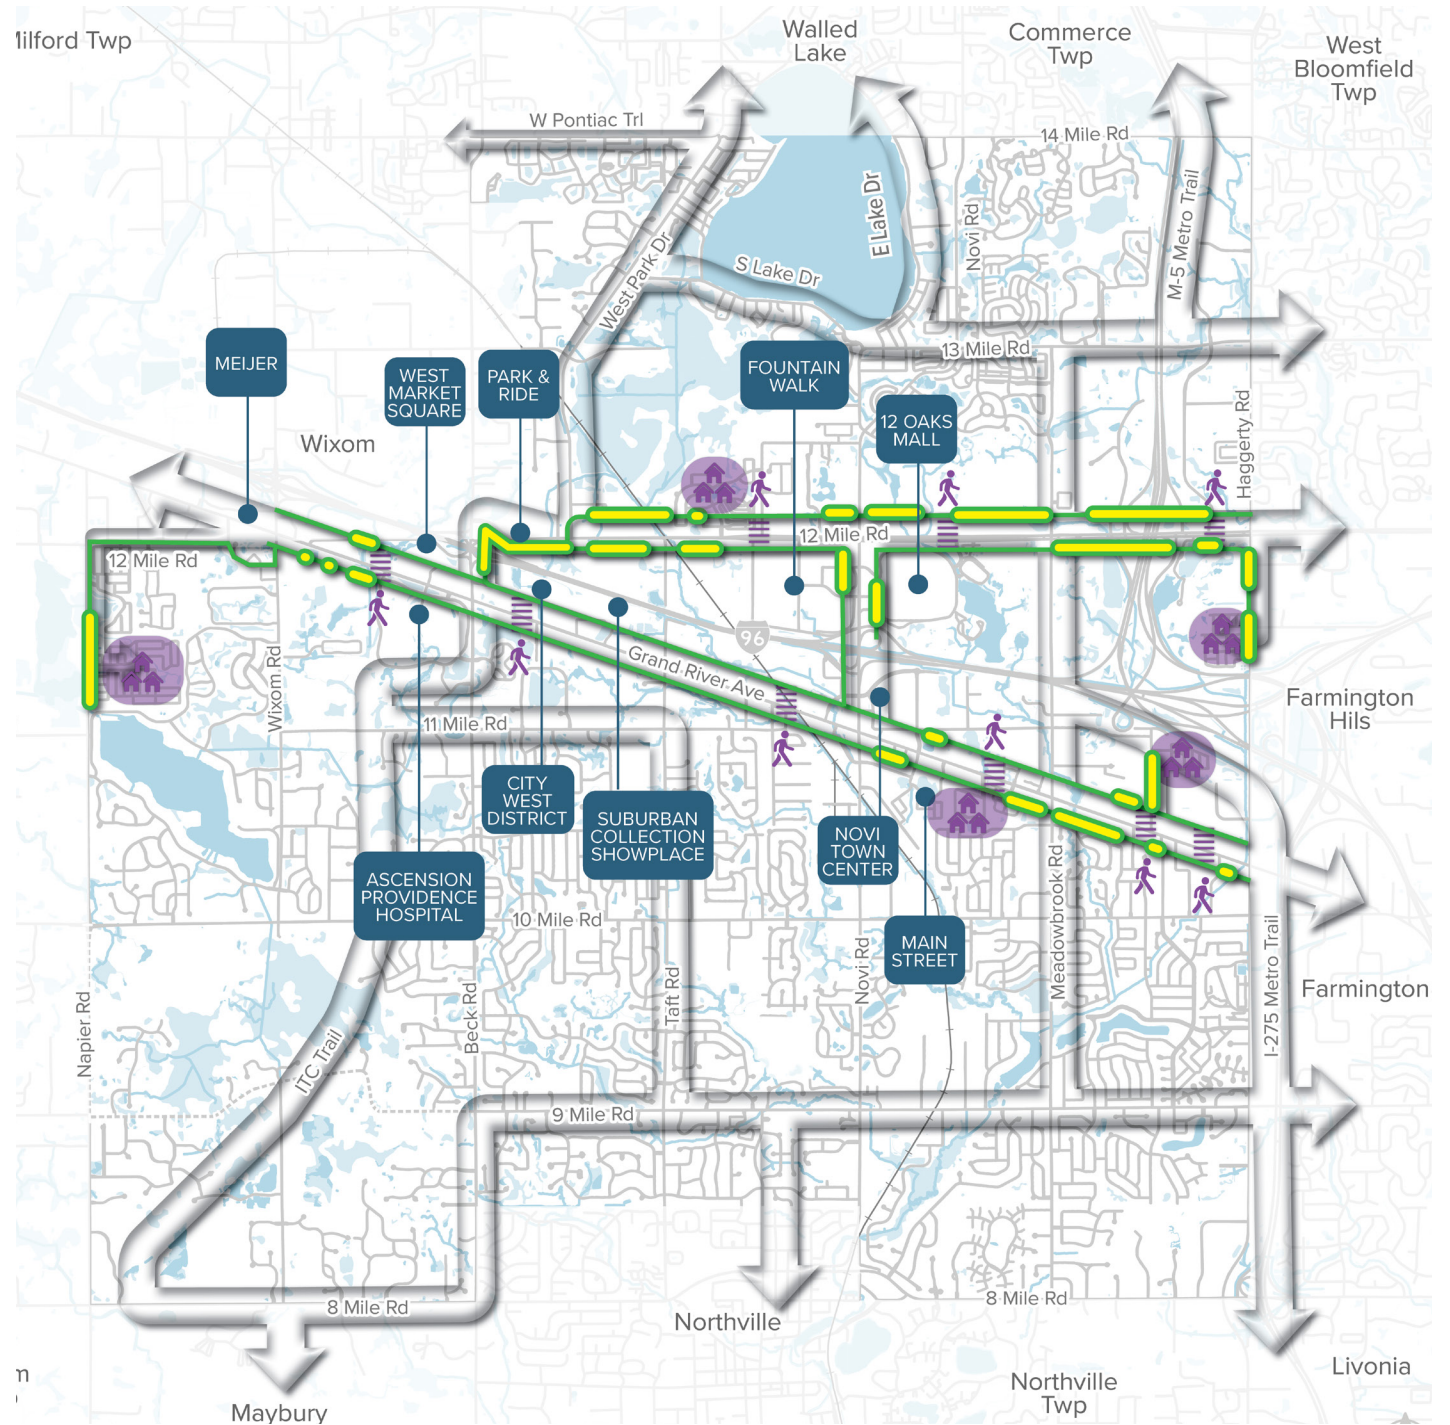 Walled
Lake
Commerce
Twp
West
Bloomfield
Twp
Milford Twp
W Pontiac Trl
14 Mile Rd
E Lake Dr
Novi Rd
M-5 Metro Trail
S Lake Dr
West Park Dr
13 Mile Rd
MEIJER
WEST
MARKET
SQUARE
PARK &
RIDE
FOUNTAIN
WALK
12 OAKS
MALL
Haggerty Rd
Wixom
12 Mile Rd
12 Mile Rd
96
Grand River Ave
Wixom Rd
11 Mile Rd
Farmington
Hills
CITY
WEST
DISTRICT
SUBURBAN
COLLECTION
SHOWPLACE
NOVI
TOWN
CENTER
ASCENSION
PROVIDENCE
HOSPITAL
10 Mile Rd
MAIN
STREET
Meadowbrook Rd
Novi Rd
Taft Rd
Beck Rd
Napier Rd
ITC Trail
I-275 Metro Trail
Farmington
9 Mile Rd
8 Mile Rd
8 Mile Rd
Northville
Livonia
Northville
Twp
Maybury
m